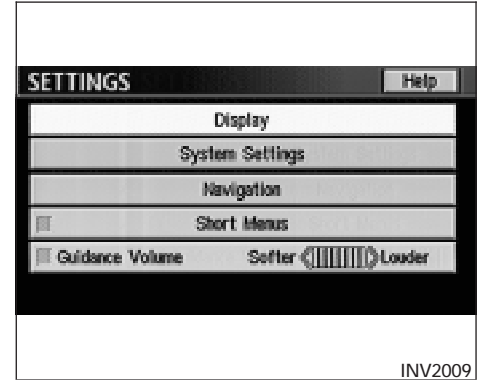 SETTINGS Help
Display
System Settings
Navigation
Short Menus
Guidance Volume Softer Louder
INV2009